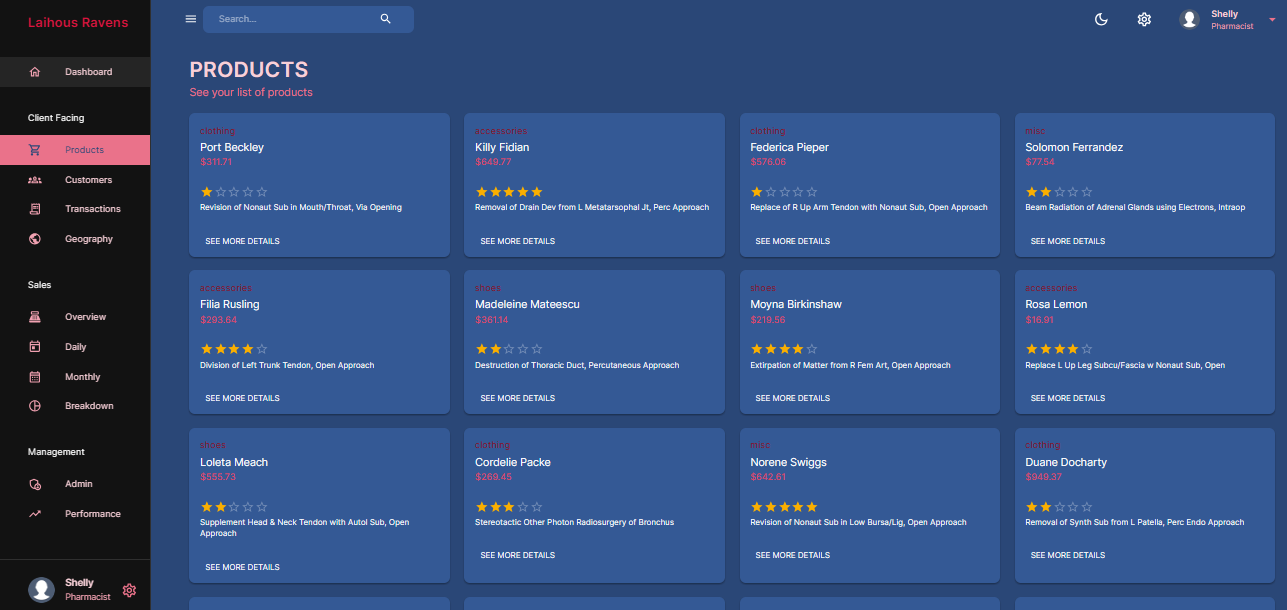 Laihous Ravens
Search...
Shelly
Pharmacist
Dashboard
Client Facing
Products
Customers
Transactions
Geography
Sales
Overview
Daily
Monthly
Breakdown
Management
Admin
Performance
Shelly
Pharmacist
PRODUCTS
See your list of products
clothing
Port Beckley
$311.71
Revision of Nonaut Sub in Mouth/Throat, Via Opening
SEE MORE DETAILS
accessories
Killy Fidian
$649.77
Removal of Drain Dev from L Metatarsophal Jt, Perc Approach
SEE MORE DETAILS
clothing
Federica Pieper
$576.06
Replace of R Up Arm Tendon with Nonaut Sub, Open Approach
SEE MORE DETAILS
misc
Solomon Ferrandez
$77.54
Beam Radiation of Adrenal Glands using Electrons, Intraop
SEE MORE DETAILS
accessories
Filia Rusling
$293.64
Division of Left Trunk Tendon, Open Approach
SEE MORE DETAILS
shoes
Madeleine Mateescu
$361.14
Destruction of Thoracic Duct, Percutaneous Approach
SEE MORE DETAILS
shoes
Moyna Birkinshaw
$219.56
Extirpation of Matter from R Fem Art, Open Approach
SEE MORE DETAILS
accessories
Rosa Lemon
$16.91
Replace L Up Leg Subcu/Fascia w Nonaut Sub, Open
SEE MORE DETAILS
shoes
Loleta Meach
$555.73
Supplement Head & Neck Tendon with Autol Sub, Open
Approach
SEE MORE DETAILS
clothing
Cordelie Packe
$269.45
Stereotactic Other Photon Radiosurgery of Bronchus
SEE MORE DETAILS
misc
Norene Swiggs
$642.61
Revision of Nonaut Sub in Low Bursa/Lig, Open Approach
SEE MORE DETAILS
clothing
Duane Docharty
$949.37
Removal of Synth Sub from L Patella, Perc Endo Approach
SEE MORE DETAILS